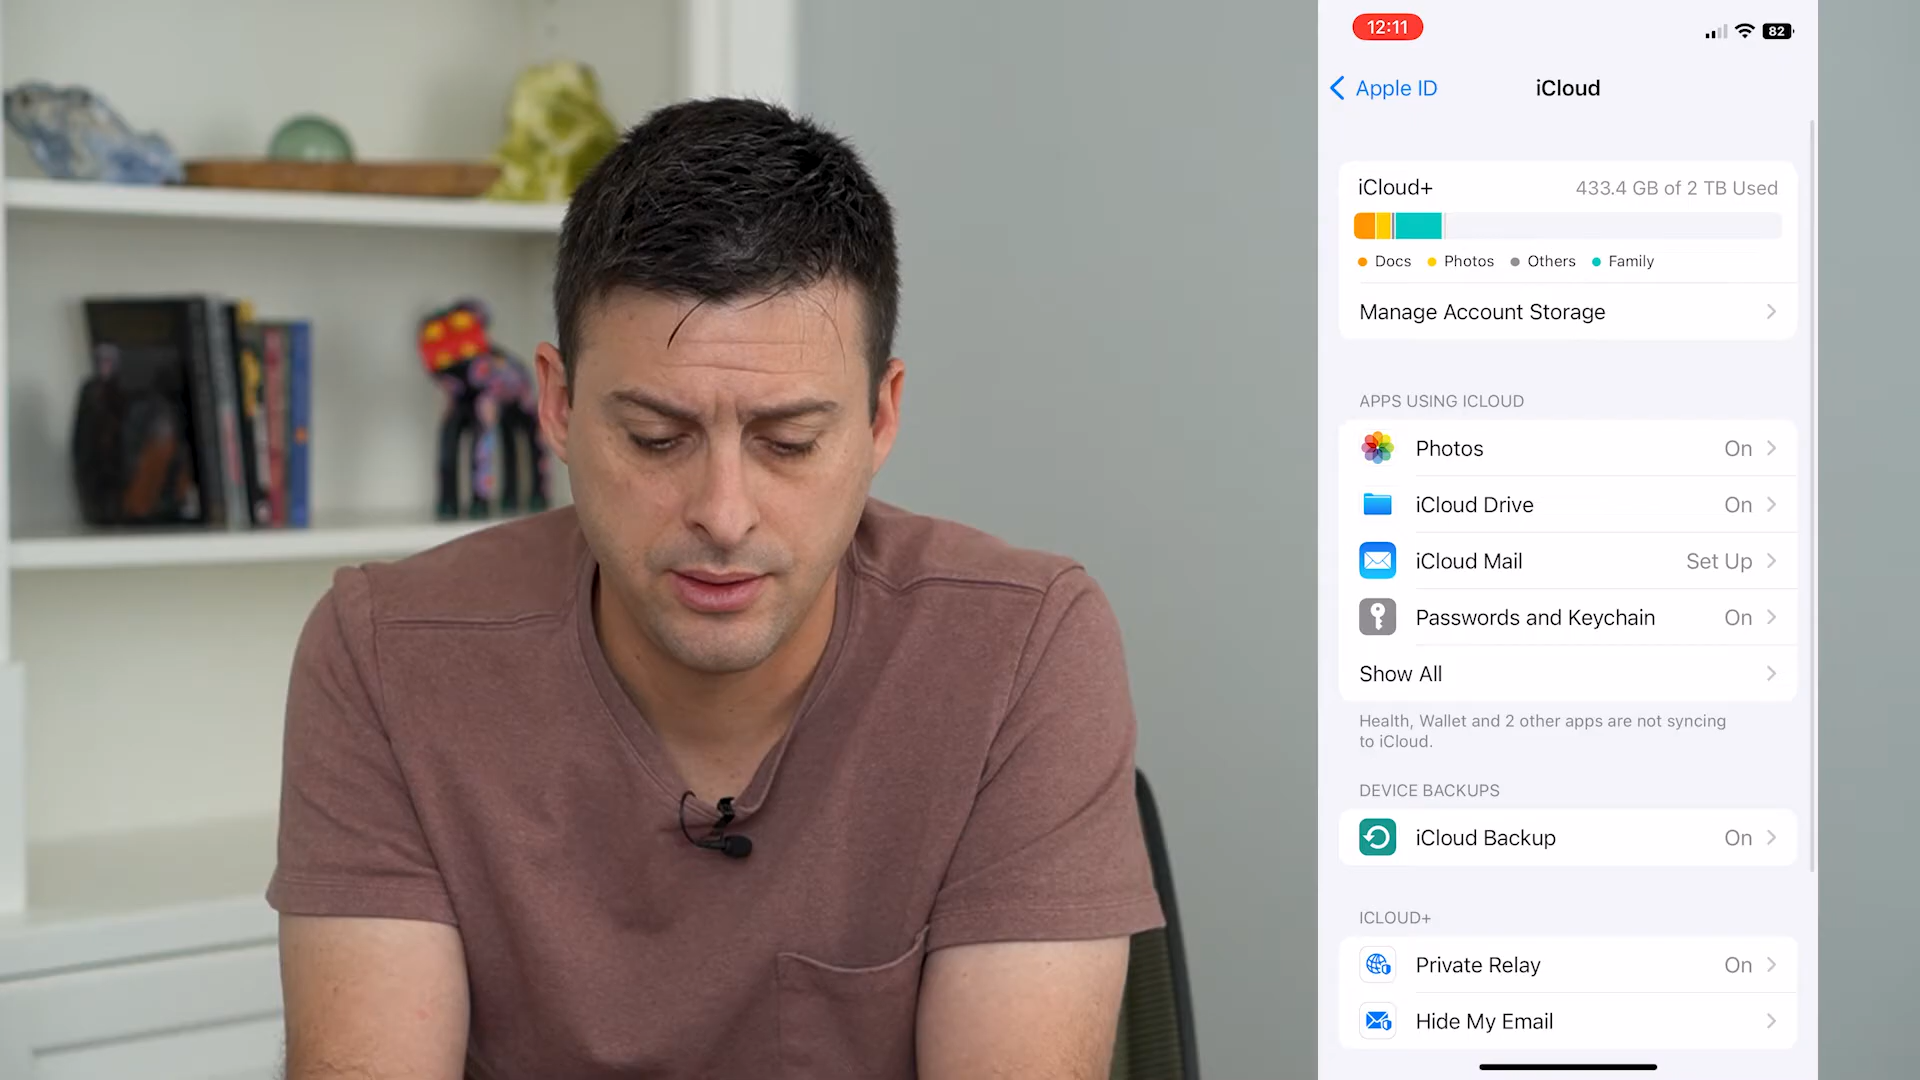 12:11
82
Apple ID
iCloud
iCloud+
433.4 GB of 2 TB Used
Docs
Photos
Others
Family
Manage Account Storage
APPS USING ICLOUD
Photos
On
iCloud Drive
On
iCloud Mail
Set Up
Passwords and Keychain
On
Show All
Health, Wallet and 2 other apps are not syncing
to iCloud.
DEVICE BACKUPS
iCloud Backup
On
ICLOUD+
Private Relay
On
Hide My Email